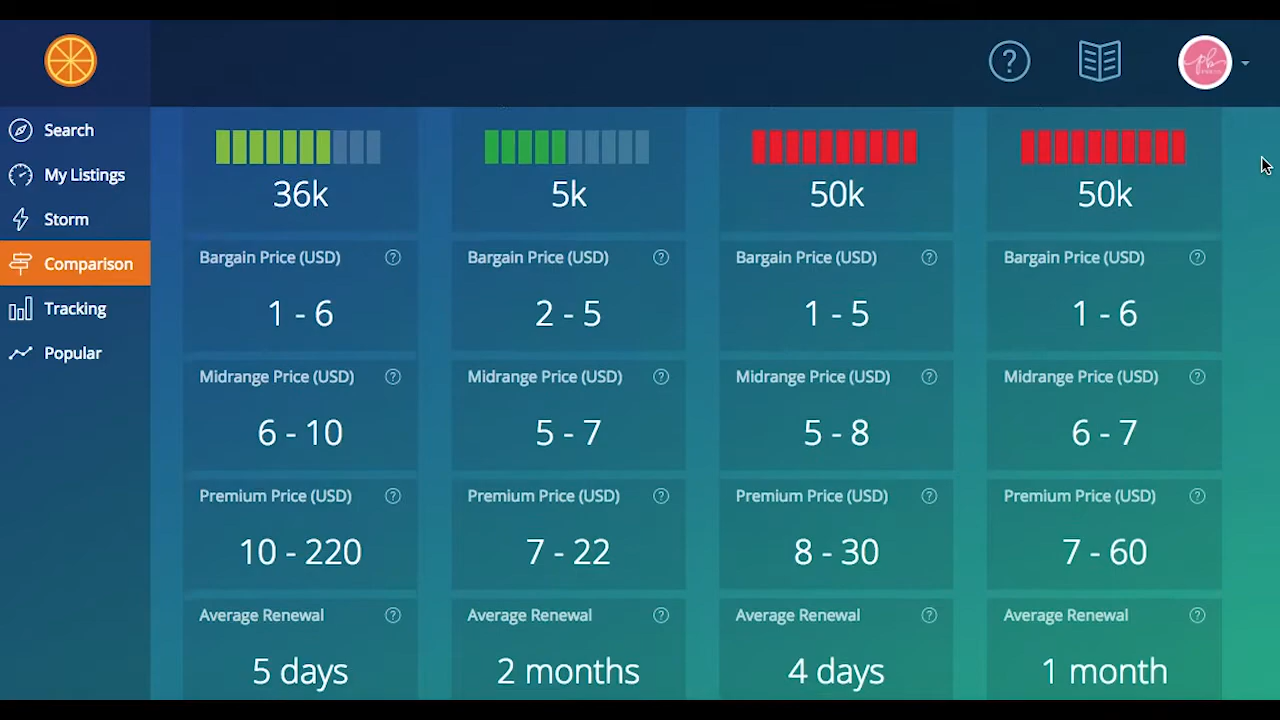 Search
My Listings
Storm
Comparison
Tracking
Popular
36k 5k 50k 50k
Bargain Price (USD) Bargain Price (USD) Bargain Price (USD) Bargain Price (USD)
1 - 6 2 - 5 1 - 5 1 - 6
Midrange Price (USD) Midrange Price (USD) Midrange Price (USD) Midrange Price (USD)
6 - 10 5 - 7 5 - 8 6 - 7
Premium Price (USD) Premium Price (USD) Premium Price (USD) Premium Price (USD)
10 - 220 7 - 22 8 - 30 7 - 60
Average Renewal Average Renewal Average Renewal Average Renewal
5 days 2 months 4 days 1 month